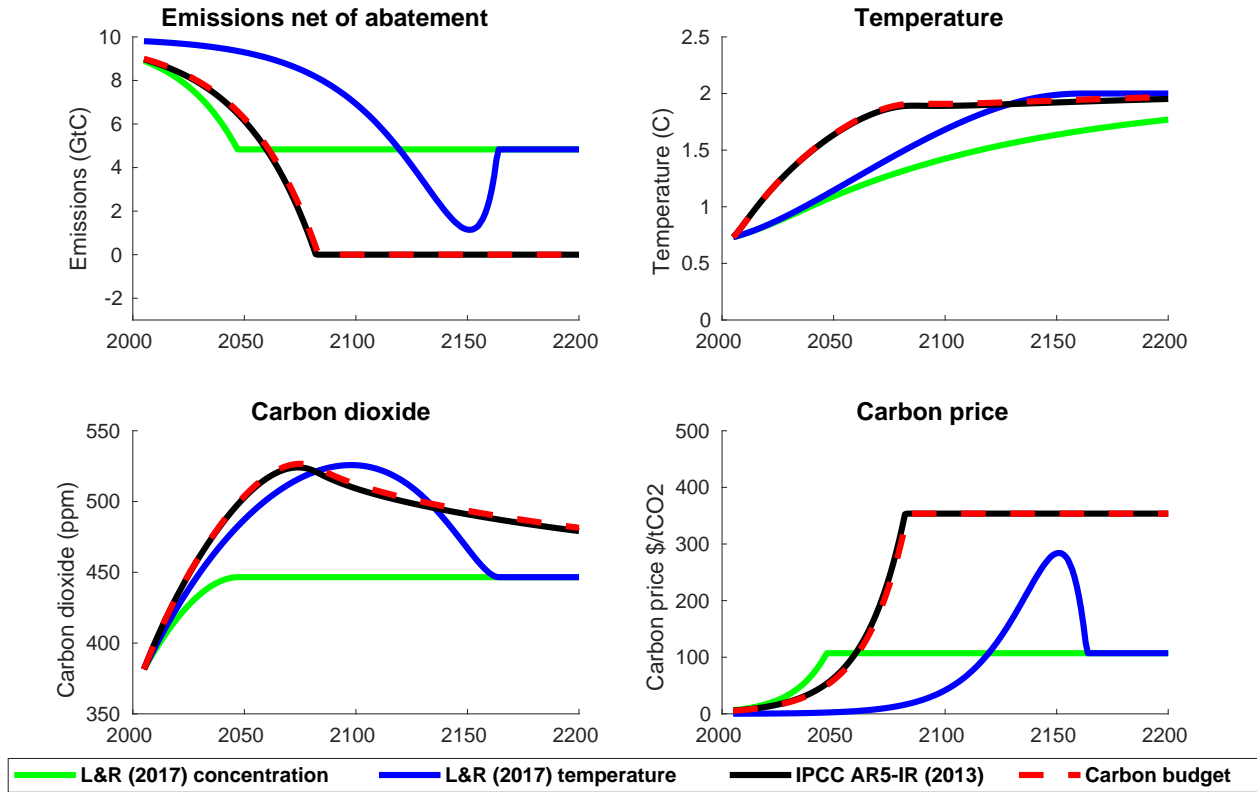 Emissions net of abatement
Emissions (GtC)
10
8
6
4
2
0
-2
2000 2050 2100 2150 2200
Temperature
Temperature (C)
2.5
2
1.5
1
0.5
0
2000 2050 2100 2150 2200
Carbon dioxide
Carbon dioxide (ppm)
550
500
450
400
350
2000 2050 2100 2150 2200
Carbon price
Carbon price $/tCO2
500
400
300
200
100
0
2000 2050 2100 2150 2200
L&R (2017) concentration L&R (2017) temperature IPCC AR5-IR (2013) Carbon budget